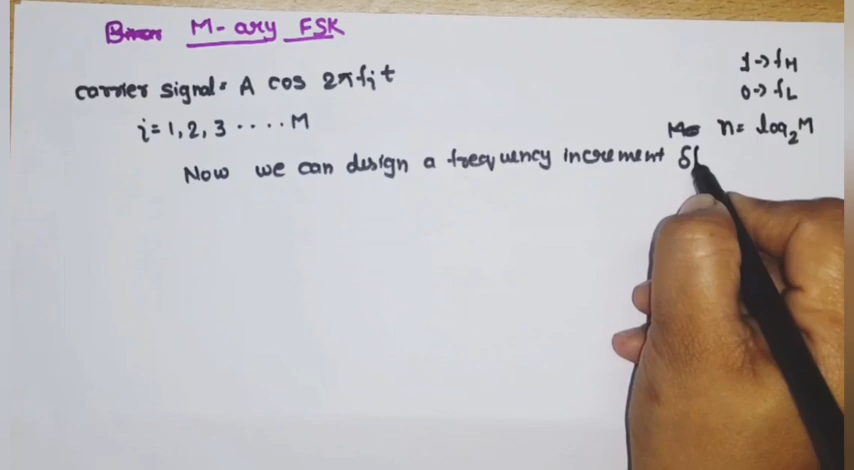 M-ary FSK
carrier signal = A cos 2πfᵢt
i = 1, 2, 3 ···· M
1 → fH
0 → fL
n = log₂M
Now we can design a frequency increment δf